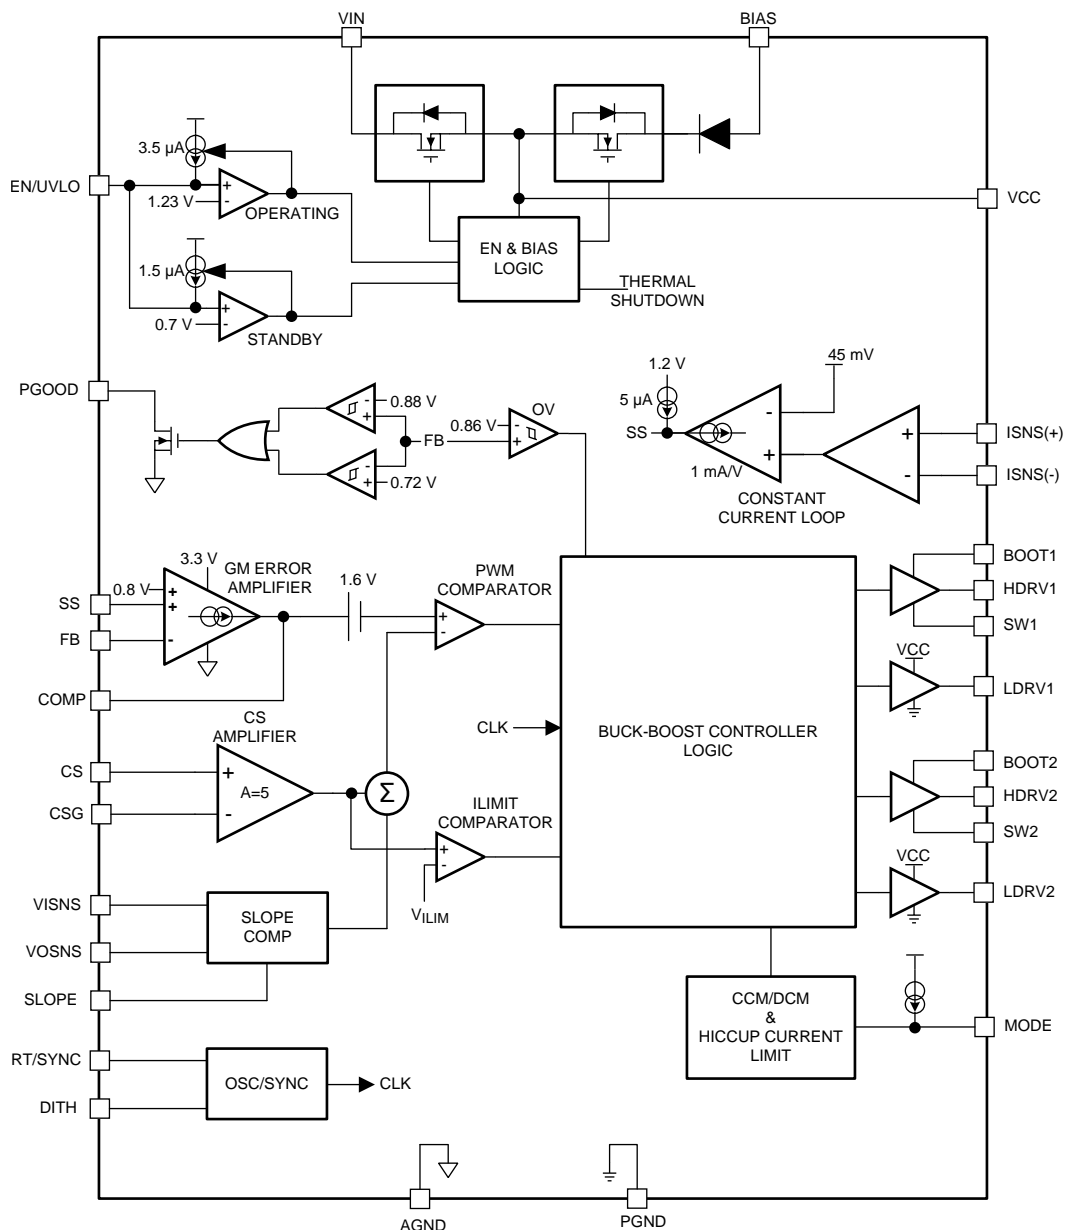 VIN
BIAS
3.5 µA
EN/UVLO
+
1.23 V
-
OPERATING
VCC
EN & BIAS
LOGIC
1.5 µA
THERMAL
SHUTDOWN
+
0.7 V
-
STANDBY
PGOOD
-
0.88 V
+
FB
-
+
0.72 V
OV
0.86 V
-
+
1.2 V
5 µA
SS
1 mA/V
45 mV
-
+
+
-
ISNS(+)
ISNS(-)
CONSTANT
CURRENT LOOP
3.3 V
GM ERROR
AMPLIFIER
0.8 V
+
+
-
SS
FB
COMP
1.6 V
PWM
COMPARATOR
+
-
BOOT1
HDRV1
SW1
VCC
LDRV1
CS
AMPLIFIER
CLK
BUCK-BOOST CONTROLLER
LOGIC
CS
+
A=5
CSG
-
Σ
ILIMIT
COMPARATOR
+
-
VILIM
BOOT2
HDRV2
SW2
VCC
LDRV2
VISNS
VOSNS
SLOPE
SLOPE
COMP
CCM/DCM
&
HICCUP CURRENT
LIMIT
MODE
RT/SYNC
DITH
OSC/SYNC
CLK
AGND
PGND